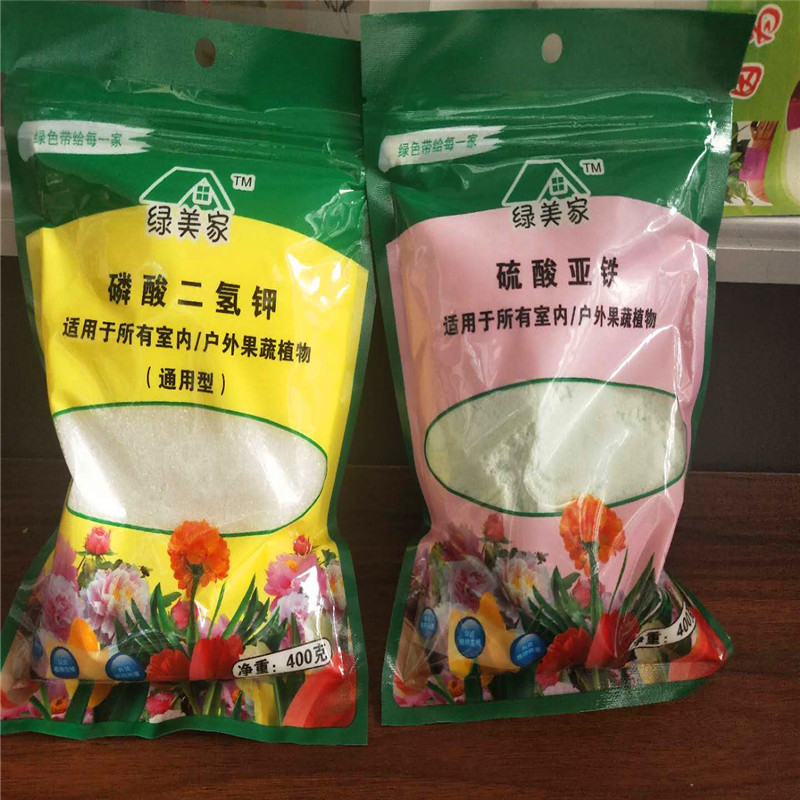 绿色带给每一家
绿美家
TM
磷酸二氢钾
适用于所有室内/户外果蔬植物
(通用型)
净重：400克
绿色带给每一家
绿美家
TM
硫酸亚铁
适用于所有室内/户外果蔬植物
净重：400